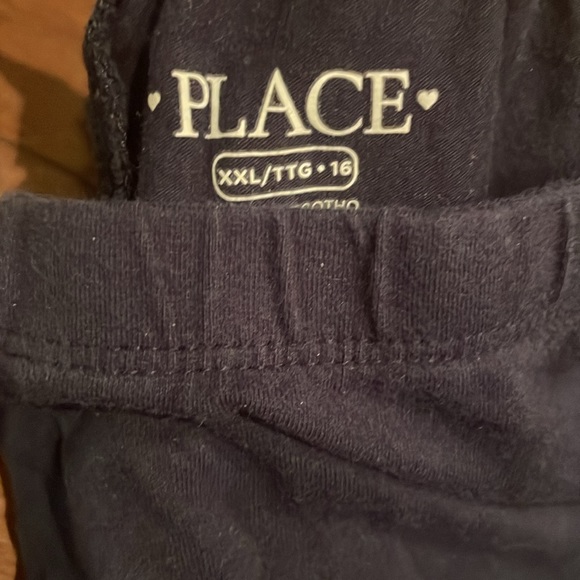 ♥ PLACE ♥
XXL/TTG • 16